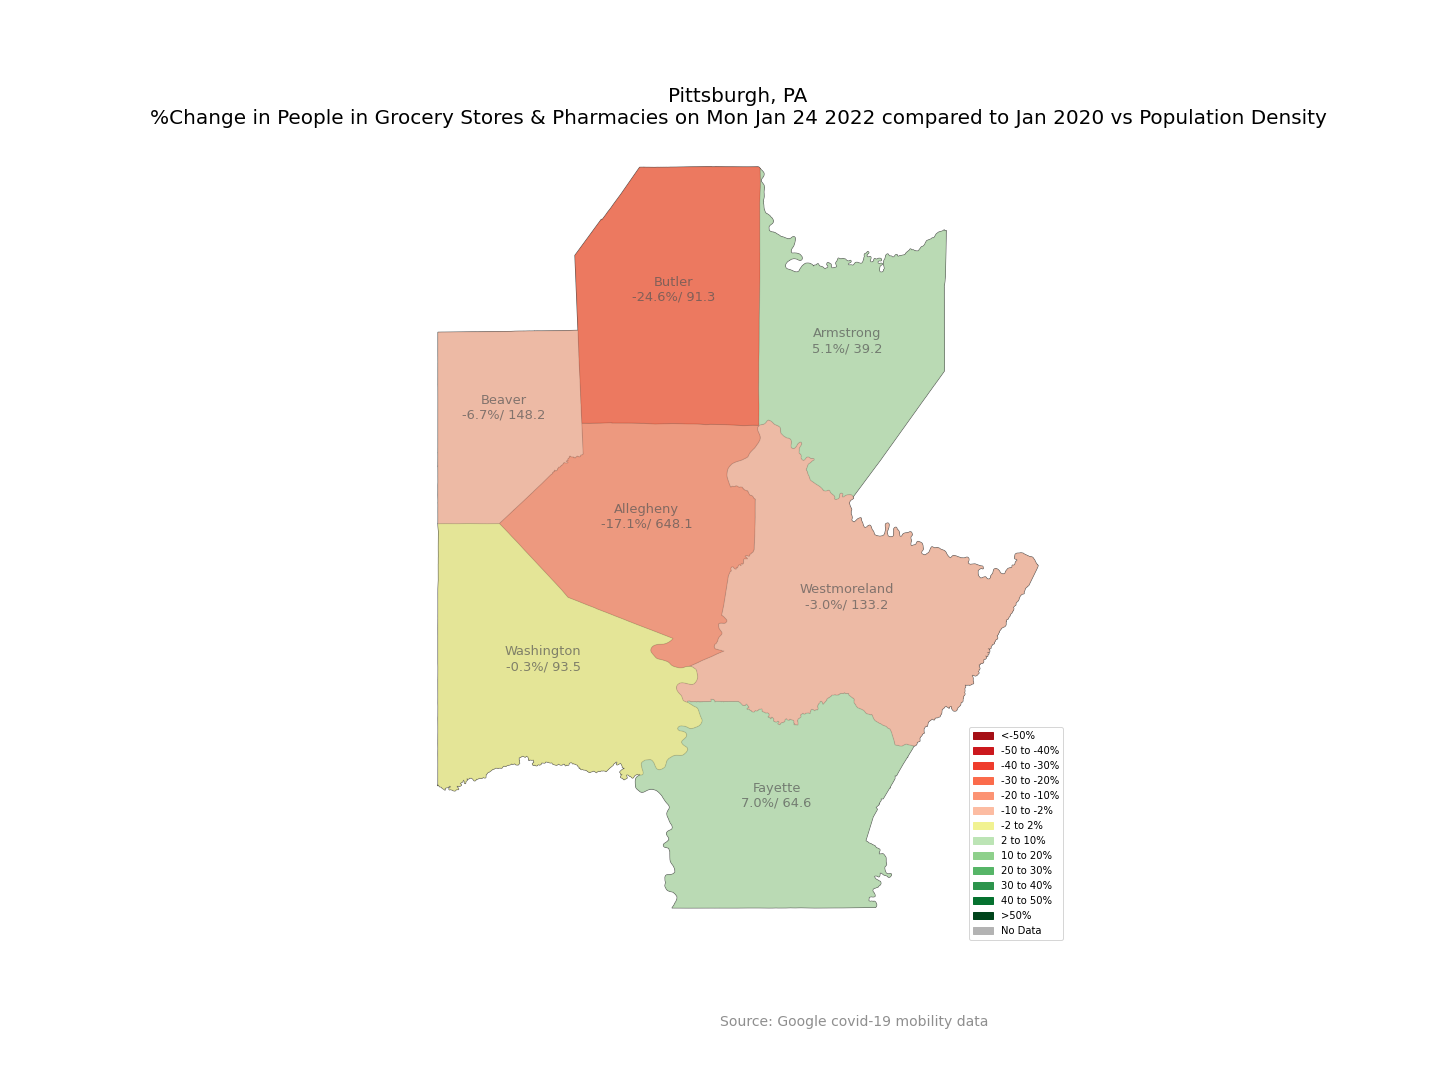 Pittsburgh, PA
%Change in People in Grocery Stores & Pharmacies on Mon Jan 24 2022 compared to Jan 2020 vs Population Density
Butler
-24.6%/ 91.3
Armstrong
5.1%/ 39.2
Beaver
-6.7%/ 148.2
Allegheny
-17.1%/ 648.1
Westmoreland
-3.0%/ 133.2
Washington
-0.3%/ 93.5
Fayette
7.0%/ 64.6
<-50%
-50 to -40%
-40 to -30%
-30 to -20%
-20 to -10%
-10 to -2%
-2 to 2%
2 to 10%
10 to 20%
20 to 30%
30 to 40%
40 to 50%
>50%
No Data
Source: Google covid-19 mobility data